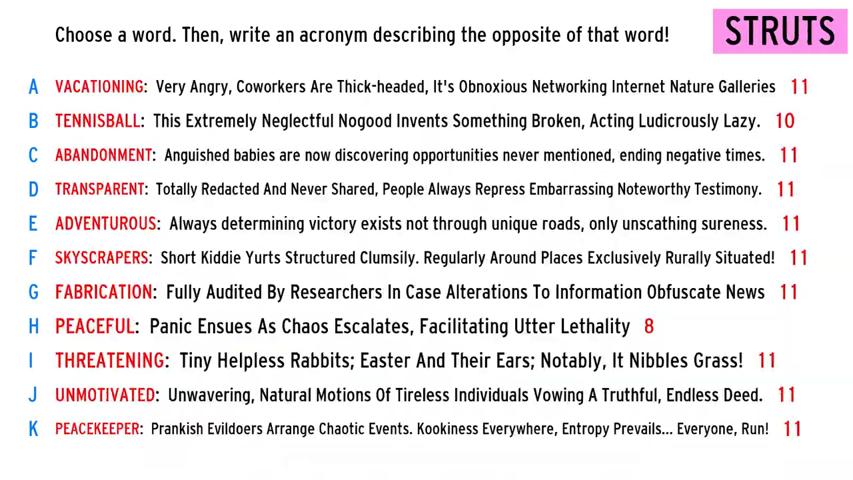 Choose a word. Then, write an acronym describing the opposite of that word!
STRUTS
A VACATIONING: Very Angry, Coworkers Are Thick-headed, It's Obnoxious Networking Internet Nature Galleries 11
B TENNISBALL: This Extremely Neglectful Nogood Invents Something Broken, Acting Ludicrously Lazy. 10
C ABANDONMENT: Anguished babies are now discovering opportunities never mentioned, ending negative times. 11
D TRANSPARENT: Totally Redacted And Never Shared, People Always Repress Embarrassing Noteworthy Testimony. 11
E ADVENTUROUS: Always determining victory exists not through unique roads, only unscathing sureness. 11
F SKYSCRAPERS: Short Kiddie Yurts Structured Clumsily. Regularly Around Places Exclusively Rurally Situated! 11
G FABRICATION: Fully Audited By Researchers In Case Alterations To Information Obfuscate News 11
H PEACEFUL: Panic Ensues As Chaos Escalates, Facilitating Utter Lethality 8
I THREATENING: Tiny Helpless Rabbits; Easter And Their Ears; Notably, It Nibbles Grass! 11
J UNMOTIVATED: Unwavering, Natural Motions Of Tireless Individuals Vowing A Truthful, Endless Deed. 11
K PEACEKEEPER: Prankish Evildoers Arrange Chaotic Events. Kookiness Everywhere, Entropy Prevails... Everyone, Run! 11